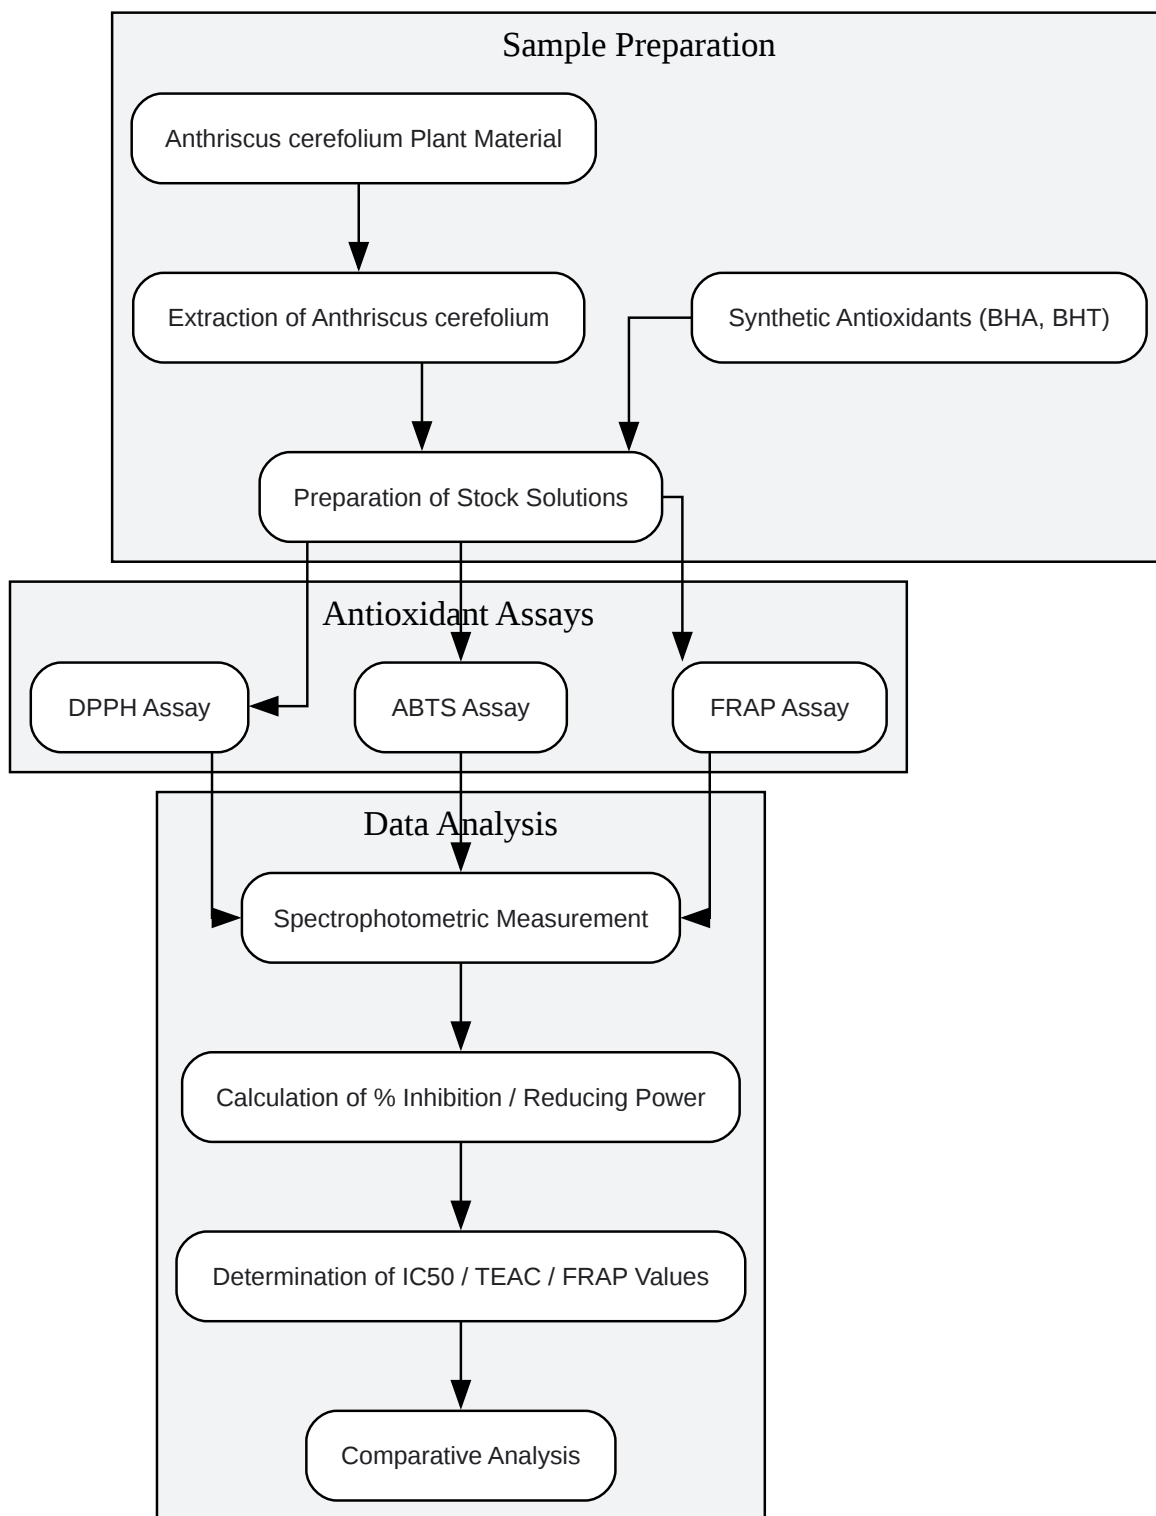 Sample Preparation
Anthriscus cerefolium Plant Material
Extraction of Anthriscus cerefolium
Synthetic Antioxidants (BHA, BHT)
Preparation of Stock Solutions
Antioxidant Assays
DPPH Assay
ABTS Assay
FRAP Assay
Data Analysis
Spectrophotometric Measurement
Calculation of % Inhibition / Reducing Power
Determination of IC50 / TEAC / FRAP Values
Comparative Analysis